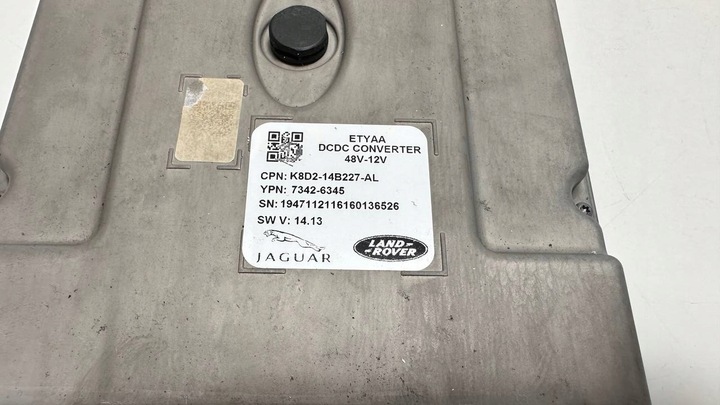 ETYAA
DCDC CONVERTER
48V-12V
CPN: K8D2-14B227-AL
YPN: 7342-6345
SN: 1947112116160136526
SW V: 14.13
JAGUAR
LAND-
ROVER